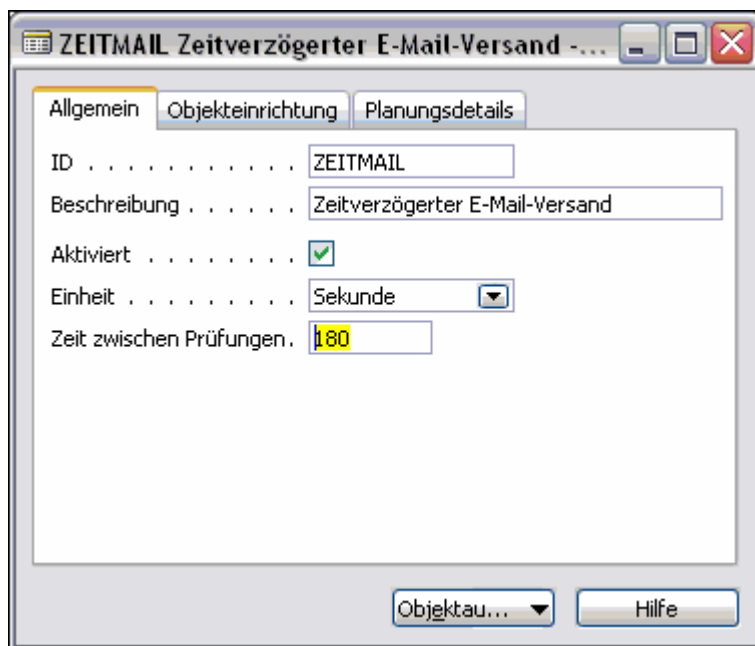 ZEITMAIL Zeitverzögerter E-Mail-Versand -...
Allgemein Objekteinrichtung Planungsdetails
ID . . . . . . . . . . . ZEITMAIL
Beschreibung . . . . . . Zeitverzögerter E-Mail-Versand
Aktiviert . . . . . . . .
Einheit . . . . . . . . . Sekunde
Zeit zwischen Prüfungen. 180
Objektau... Hilfe